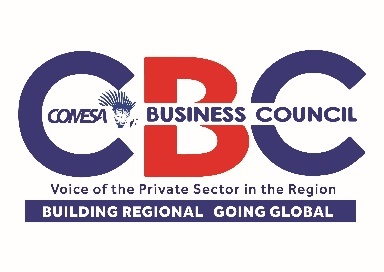 CBC
COMESA BUSINESS COUNCIL
Voice of the Private Sector in the Region
BUILDING REGIONAL GOING GLOBAL